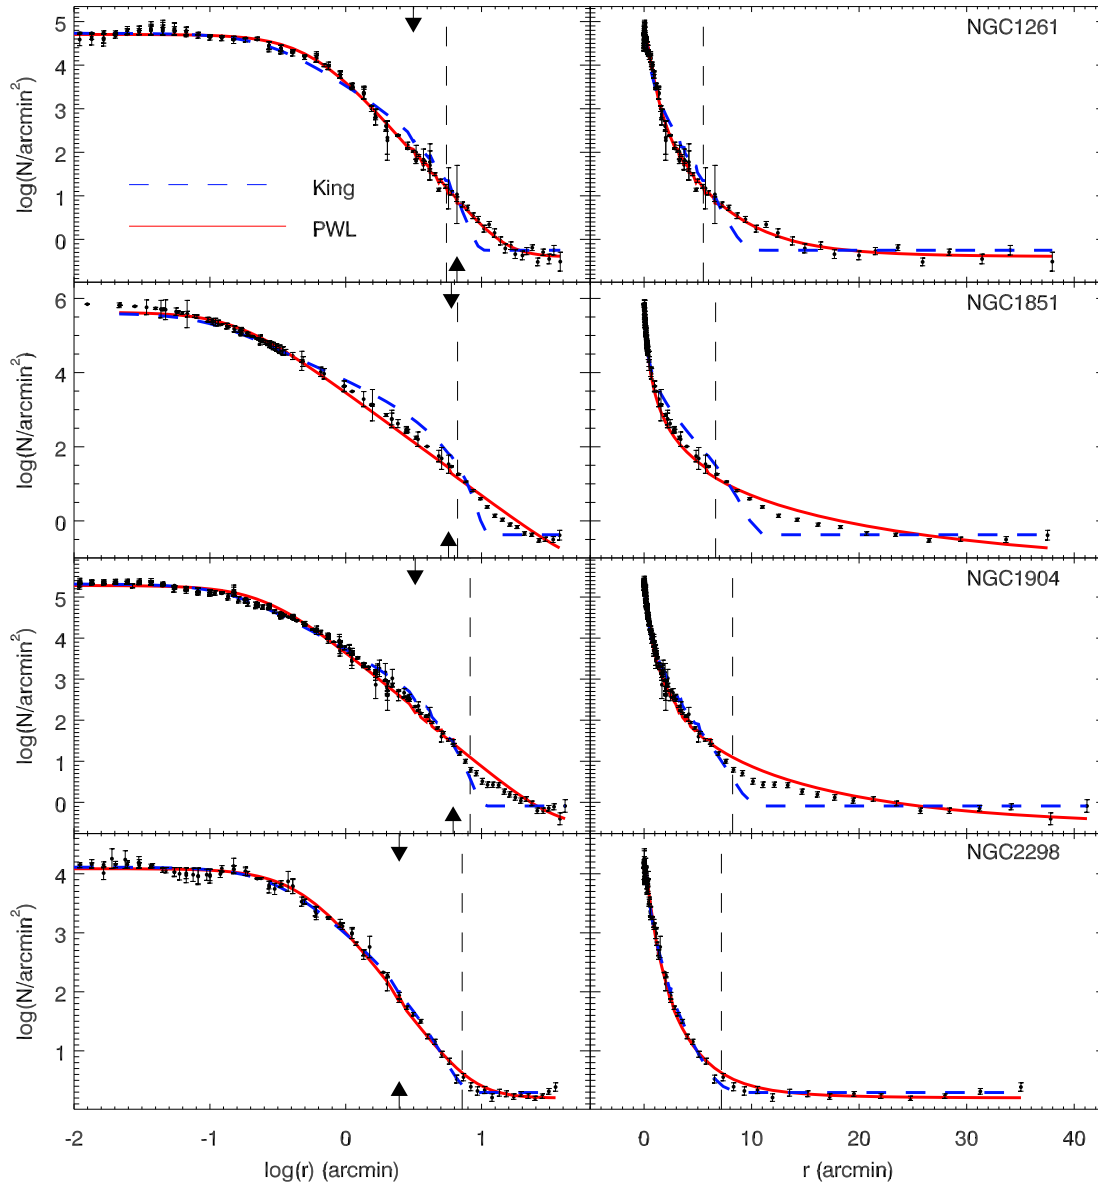 NGC1261
5
4
3
2
1
0
log(N/arcmin²)
King
PWL
NGC1851
6
4
2
0
log(N/arcmin²)
NGC1904
5
4
3
2
1
0
log(N/arcmin²)
NGC2298
4
3
2
1
log(N/arcmin²)
-2 -1 0 1
0 10 20 30 40
log(r) (arcmin)
r (arcmin)